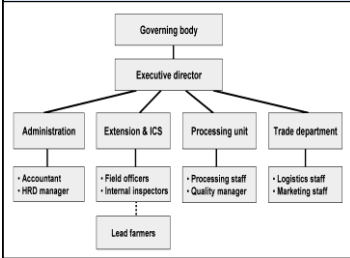 Governing body
Executive director
Administration
Extension & ICS
Processing unit
Trade department
• Accountant
• HRD manager
• Field officers
• Internal inspectors
• Processing staff
• Quality manager
• Logistics staff
• Marketing staff
Lead farmers